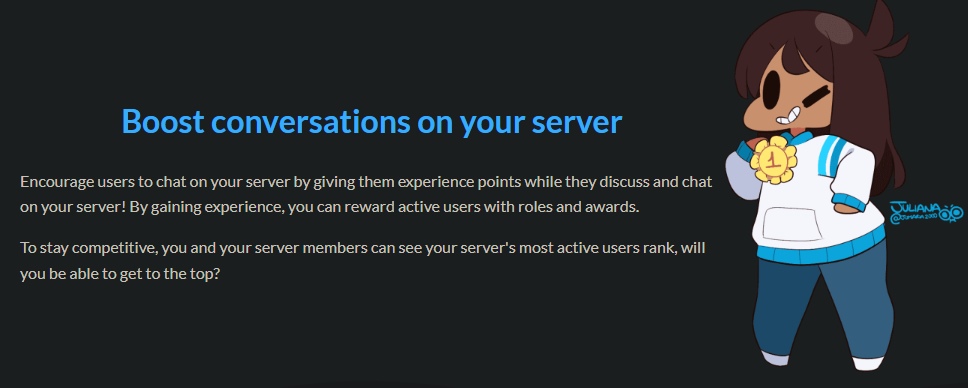 Boost conversations on your server
Encourage users to chat on your server by giving them experience points while they discuss and chat
on your server! By gaining experience, you can reward active users with roles and awards.
To stay competitive, you and your server members can see your server's most active users rank, will
you be able to get to the top?
1
JULIANA